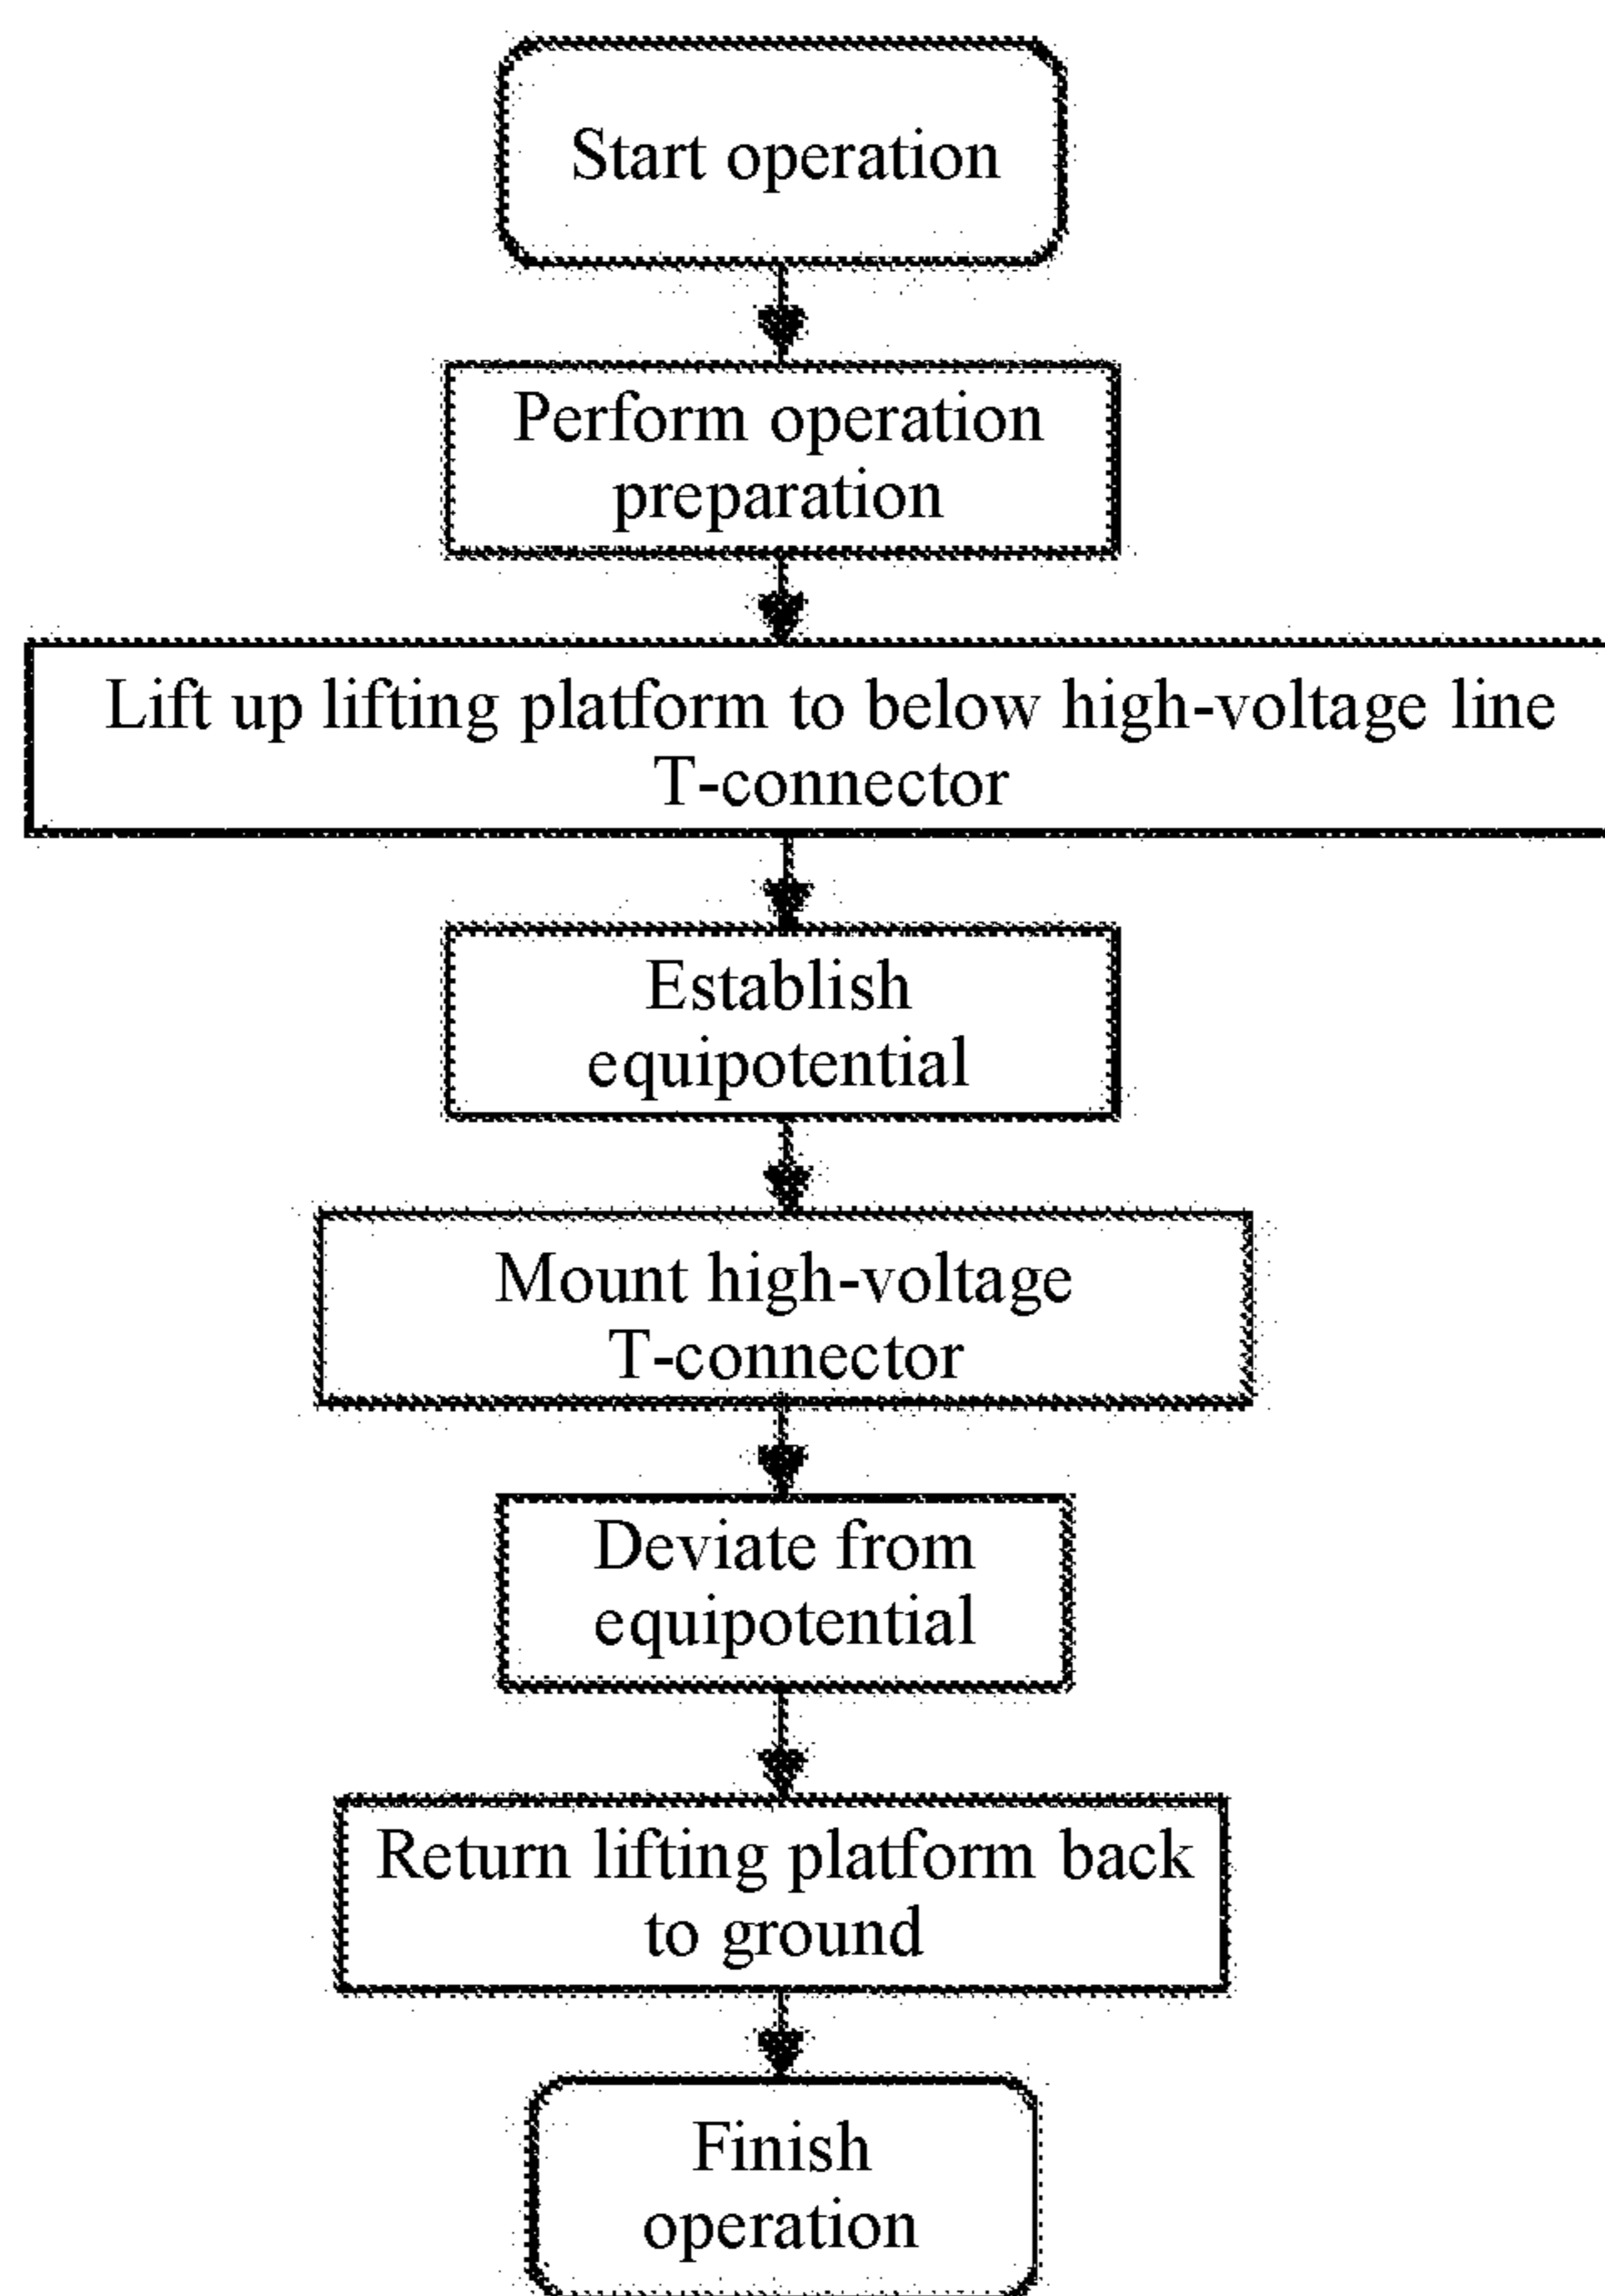 Start operation
Perform operation
preparation
Lift up lifting platform to below high-voltage line
T-connector
Establish
equipotential
Mount high-voltage
T-connector
Deviate from
equipotential
Return lifting platform back
to ground
Finish
operation